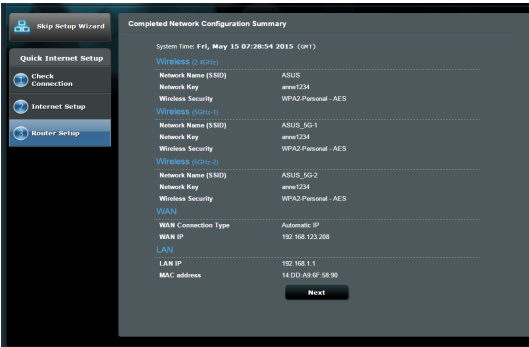 Skip Setup Wizard
Quick Internet Setup
1 Check Connection
2 Internet Setup
3 Router Setup
Completed Network Configuration Summary
System Time: Fri, May 15 07:28:54 2015 (GMT)
Wireless (2.4GHz)
Network Name (SSID) ASUS
Network Key anne1234
Wireless Security WPA2-Personal - AES
Wireless (5GHz-1)
Network Name (SSID) ASUS_5G-1
Network Key anne1234
Wireless Security WPA2-Personal - AES
Wireless (5GHz-2)
Network Name (SSID) ASUS_5G-2
Network Key anne1234
Wireless Security WPA2-Personal - AES
WAN
WAN Connection Type Automatic IP
WAN IP 192.168.123.208
LAN
LAN IP 192.168.1.1
MAC address 14:DD:A9:6F:58:90
Next